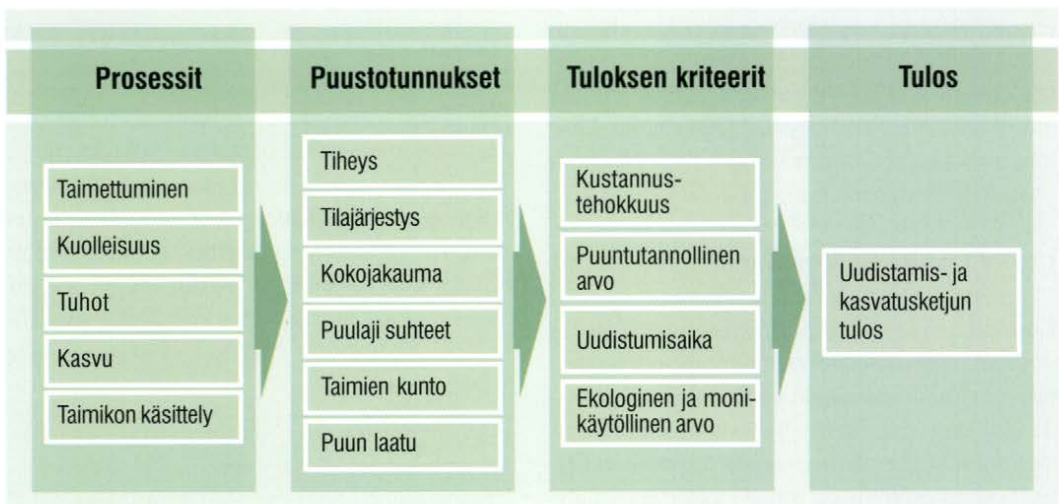 Prosessit
Taimettuminen
Kuolleisuus
Tuhot
Kasvu
Taimikon käsittely
Puustotunnukset
Tiheys
Tilajärjestys
Kokojakauma
Puulaji suhteet
Taimien kunto
Puun laatu
Tuloksen kriteerit
Kustannus-
tehokkuus
Puuntutannollinen
arvo
Uudistumisaika
Ekologinen ja moni-
käytöllinen arvo
Tulos
Uudistamis- ja
kasvatusketjun
tulos